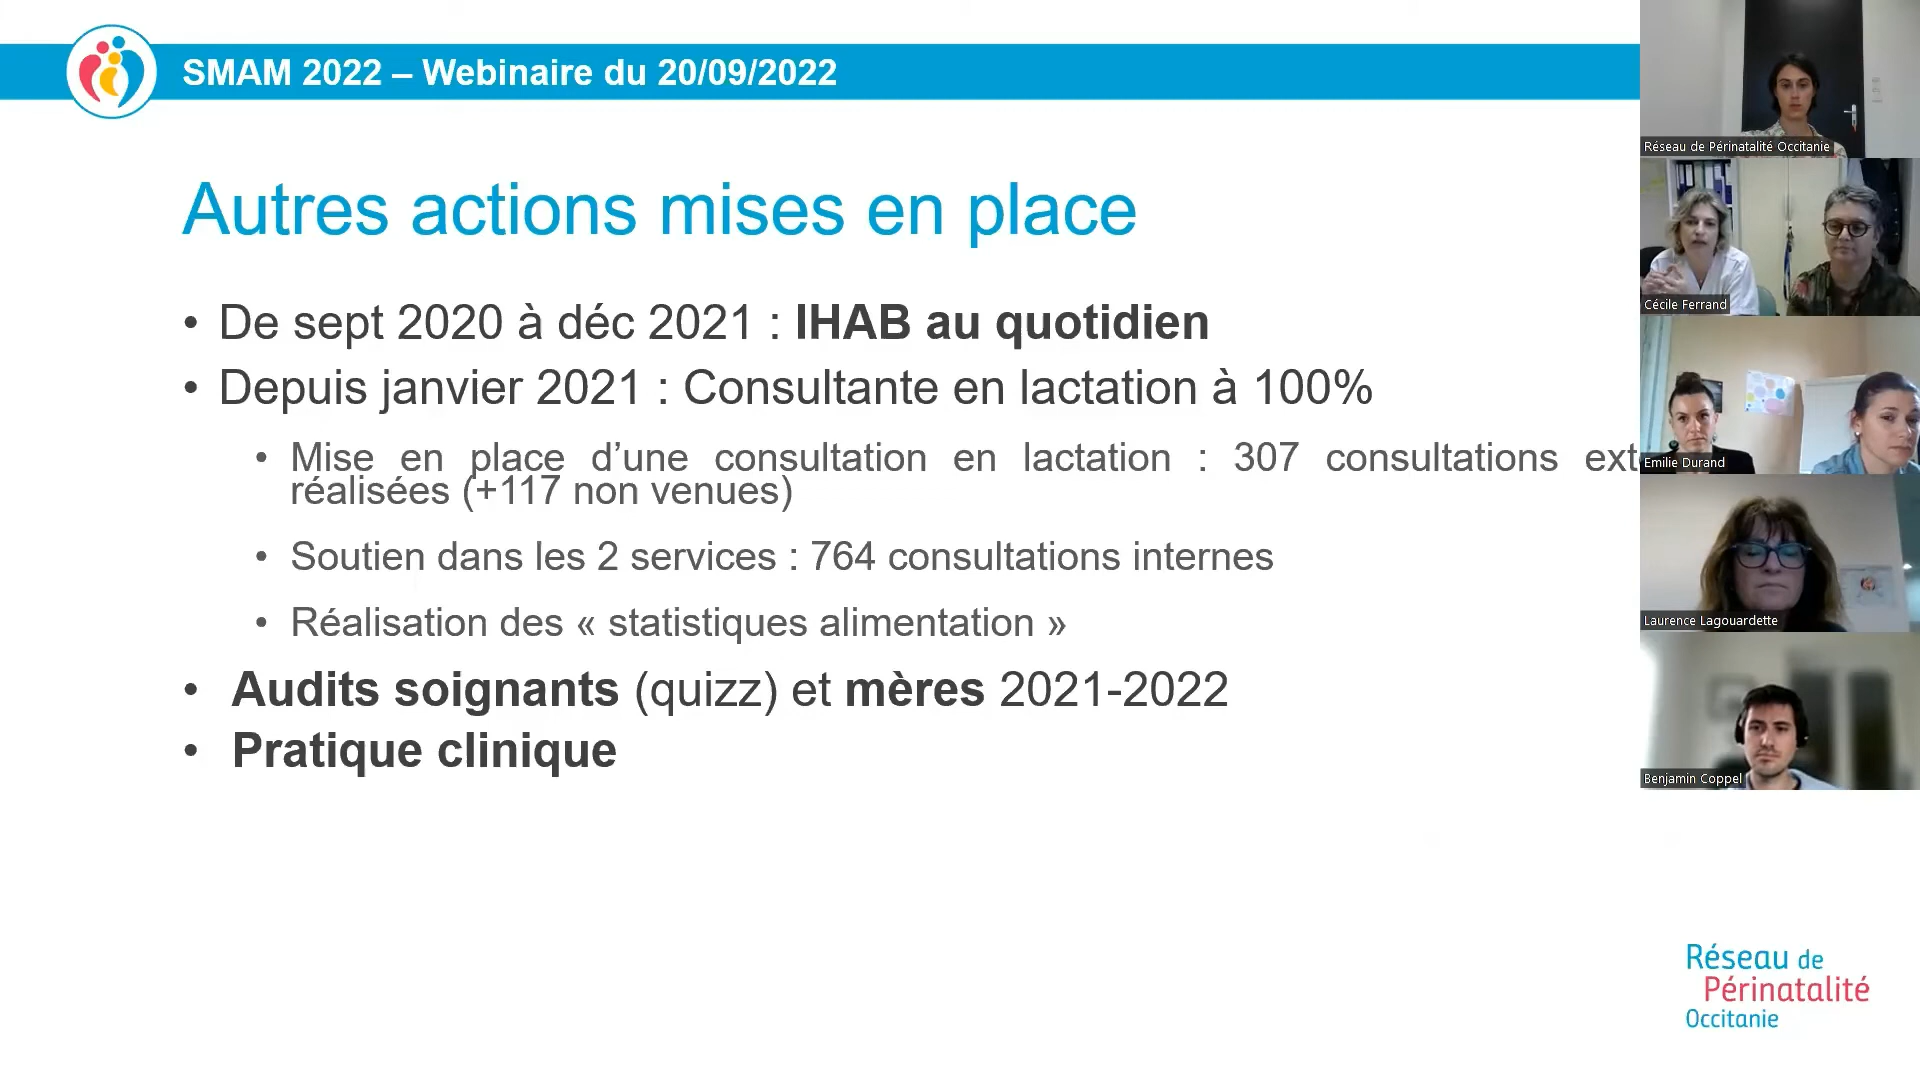 SMAM 2022 – Webinaire du 20/09/2022
Autres actions mises en place
• De sept 2020 à déc 2021 : IHAB au quotidien
• Depuis janvier 2021 : Consultante en lactation à 100%
• Mise en place d’une consultation en lactation : 307 consultations
réalisées (+117 non venues)
• Soutien dans les 2 services : 764 consultations internes
• Réalisation des « statistiques alimentation »
• Audits soignants (quizz) et mères 2021-2022
• Pratique clinique
Réseau de Périnatalité Occitanie
Cécile Ferrand
Emilie Durand
Laurence Lagouardette
Benjamin Coppel
Réseau de
Périnatalité
Occitanie